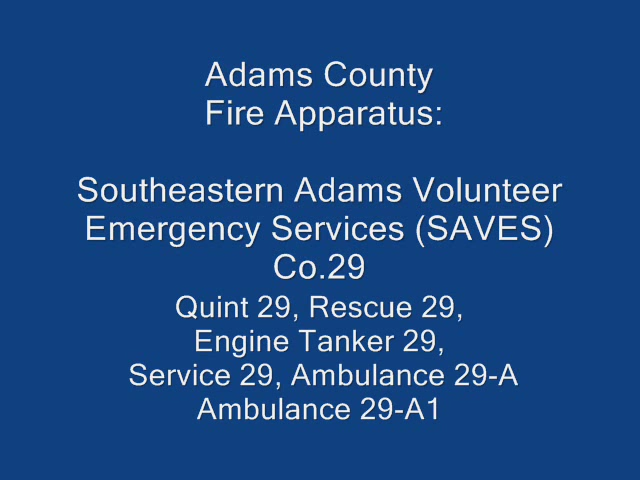 Adams County
Fire Apparatus:
Southeastern Adams Volunteer
Emergency Services (SAVES)
Co.29
Quint 29, Rescue 29,
Engine Tanker 29,
Service 29, Ambulance 29-A
Ambulance 29-A1